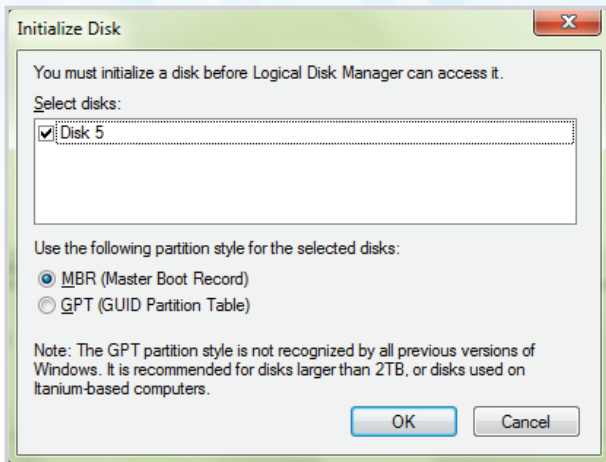 Initialize Disk
You must initialize a disk before Logical Disk Manager can access it.
Select disks:
Disk 5
Use the following partition style for the selected disks:
MBR (Master Boot Record)
GPT (GUID Partition Table)
Note: The GPT partition style is not recognized by all previous versions of
Windows. It is recommended for disks larger than 2TB, or disks used on
Itanium-based computers.
OK Cancel